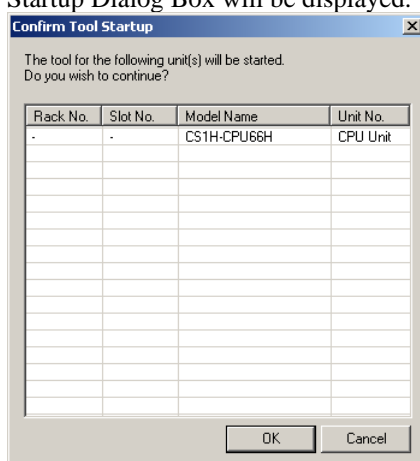 Startup Dialog Box will be displayed.
Confirm Tool Startup
The tool for the following unit(s) will be started.
Do you wish to continue?
Rack No. Slot No. Model Name Unit No.
- - CS1H-CPU66H CPU Unit
OK Cancel